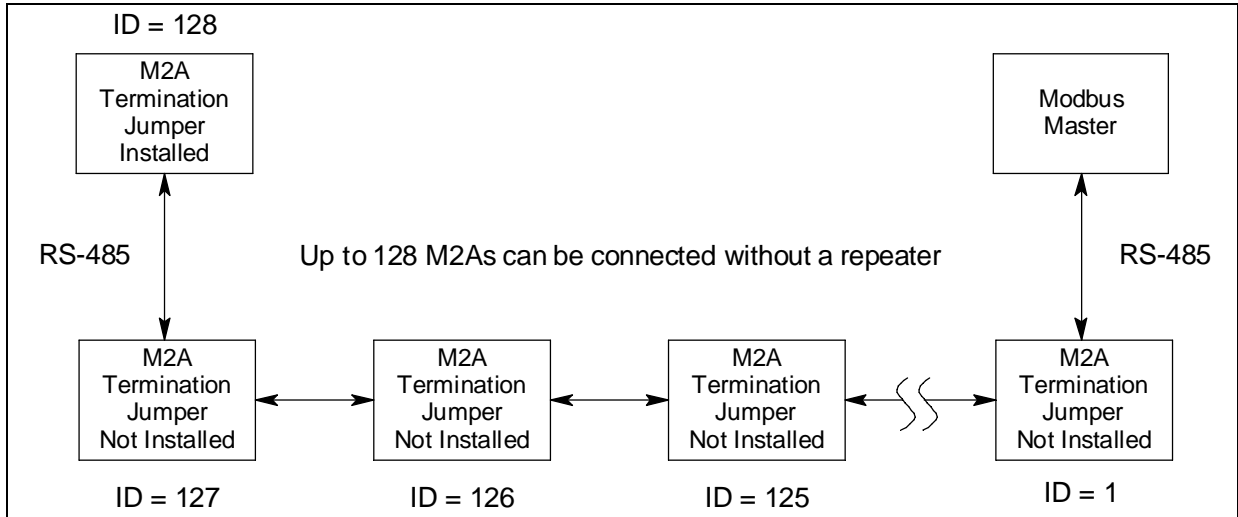 ID = 128
M2A
Termination
Jumper
Installed
Modbus
Master
RS-485
Up to 128 M2As can be connected without a repeater
RS-485
M2A
Termination
Jumper
Not Installed
M2A
Termination
Jumper
Not Installed
M2A
Termination
Jumper
Not Installed
M2A
Termination
Jumper
Not Installed
ID = 127
ID = 126
ID = 125
ID = 1